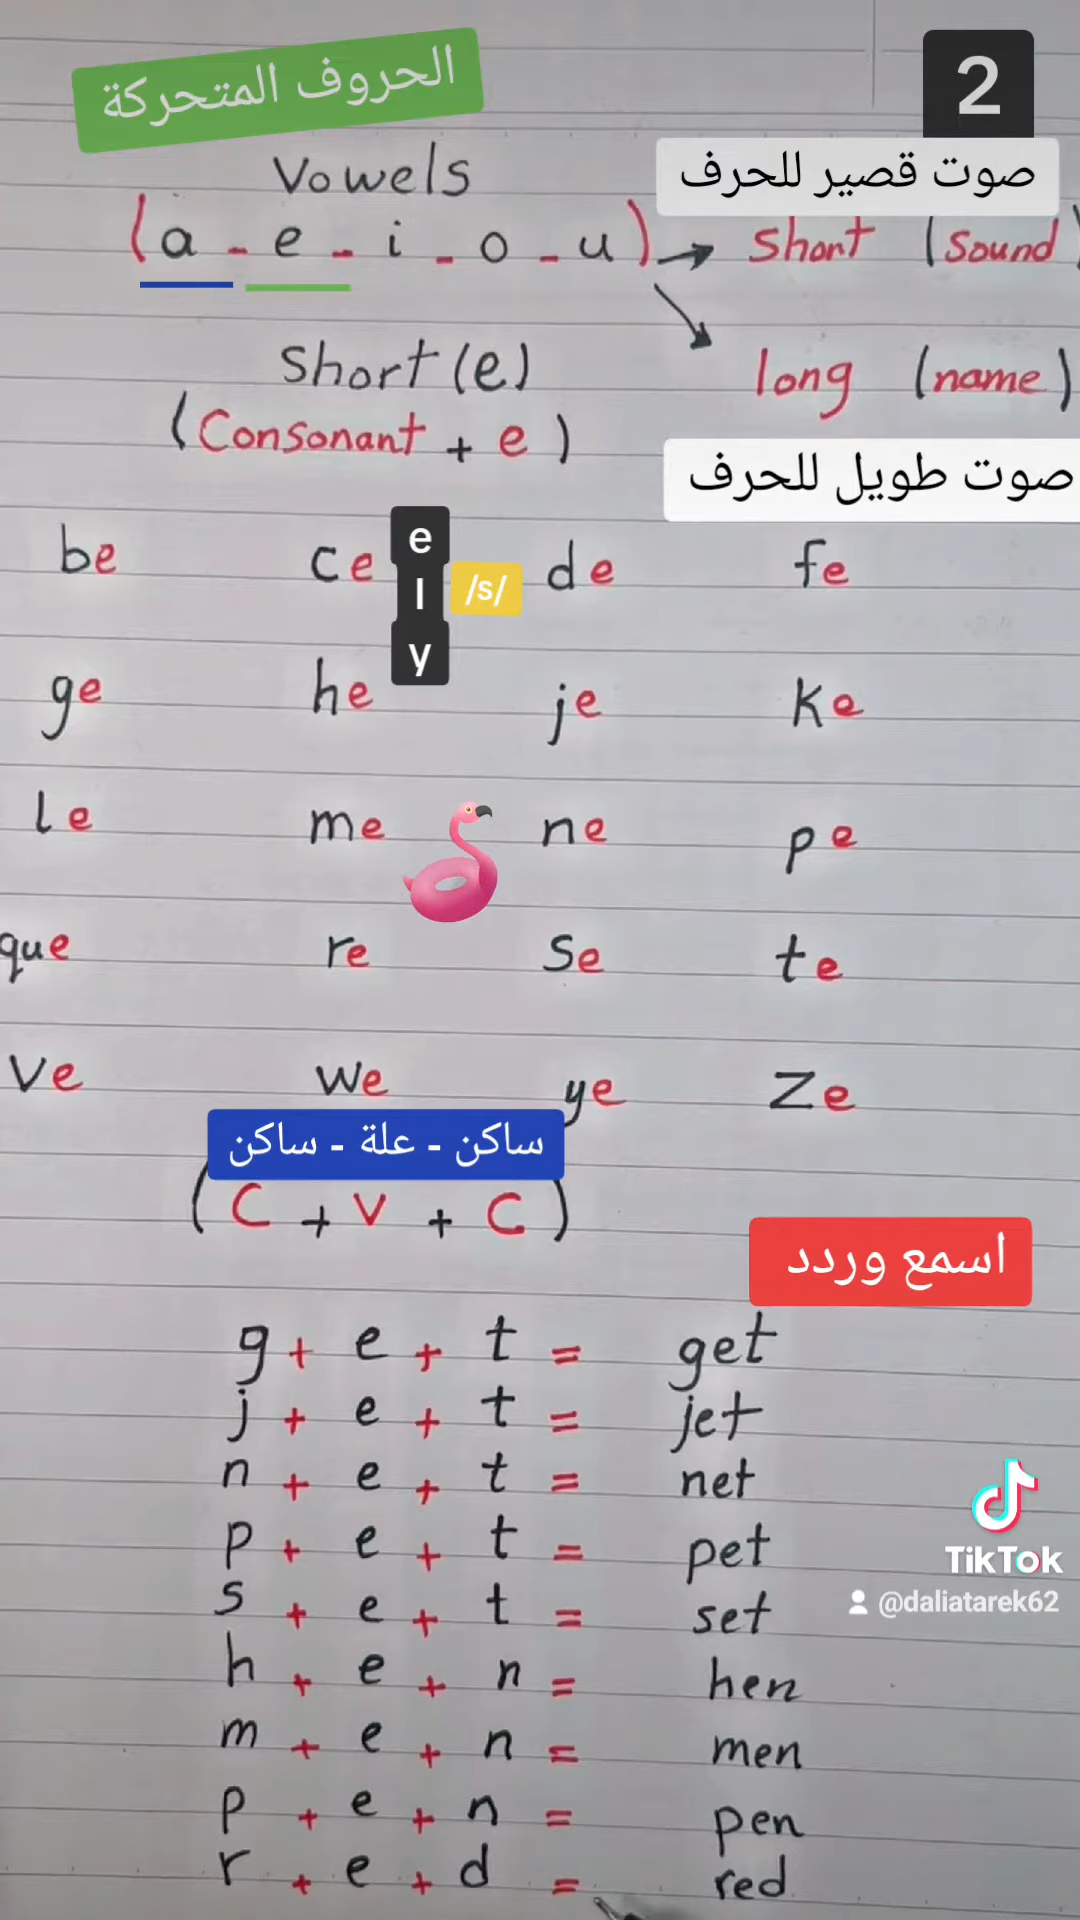 الحروف المتحركة
2
Vowels
صوت قصير للحرف
(a - e - i - o - u) → short (sound)
short (e)
long (name)
(Consonant + e)
صوت طويل للحرف
be ce de fe
e
I
y
/s/
ge he je ke
le me ne pe
que re se te
ve we ye ze
ساكن - علة - ساكن
(C + V + C)
اسمع وردد
g + e + t = get
j + e + t = jet
n + e + t = net
p + e + t = pet
s + e + t = set
h + e + n = hen
m + e + n = men
p + e + n = pen
r + e + d = red
TikTok
@daliatarek62